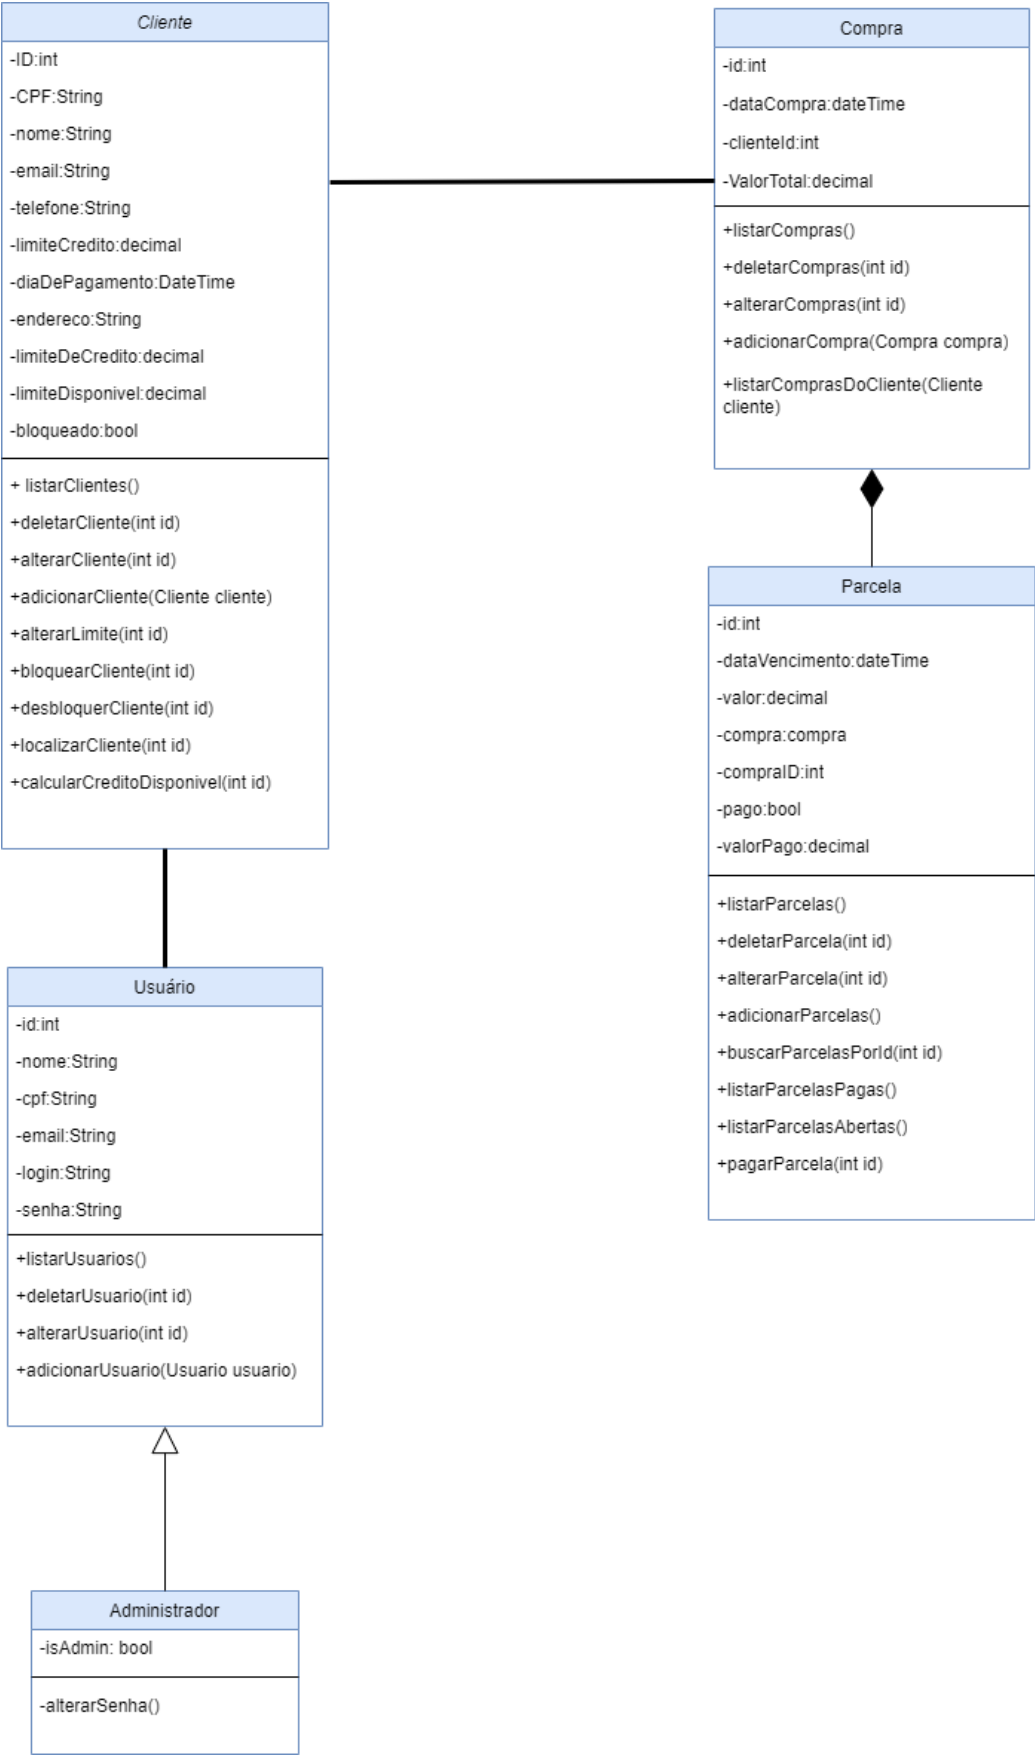 Cliente
-ID:int
-CPF:String
-nome:String
-email:String
-telefone:String
-limiteCredito:decimal
-diaDePagamento:DateTime
-endereco:String
-limiteDeCredito:decimal
-limiteDisponivel:decimal
-bloqueado:bool
+ listarClientes()
+deletarCliente(int id)
+alterarCliente(int id)
+adicionarCliente(Cliente cliente)
+alterarLimite(int id)
+bloquearCliente(int id)
+desbloquerCliente(int id)
+localizarCliente(int id)
+calcularCreditoDisponivel(int id)
Compra
-id:int
-dataCompra:dateTime
-clienteId:int
-ValorTotal:decimal
+listarCompras()
+deletarCompras(int id)
+alterarCompras(int id)
+adicionarCompra(Compra compra)
+listarComprasDoCliente(Cliente
cliente)
Parcela
-id:int
-dataVencimento:dateTime
-valor:decimal
-compra:compra
-compraID:int
-pago:bool
-valorPago:decimal
+listarParcelas()
+deletarParcela(int id)
+alterarParcela(int id)
+adicionarParcelas()
+buscarParcelasPorId(int id)
+listarParcelasPagas()
+listarParcelasAbertas()
+pagarParcela(int id)
Usuário
-id:int
-nome:String
-cpf:String
-email:String
-login:String
-senha:String
+listarUsuarios()
+deletarUsuario(int id)
+alterarUsuario(int id)
+adicionarUsuario(Usuario usuario)
Administrador
-isAdmin: bool
-alterarSenha()